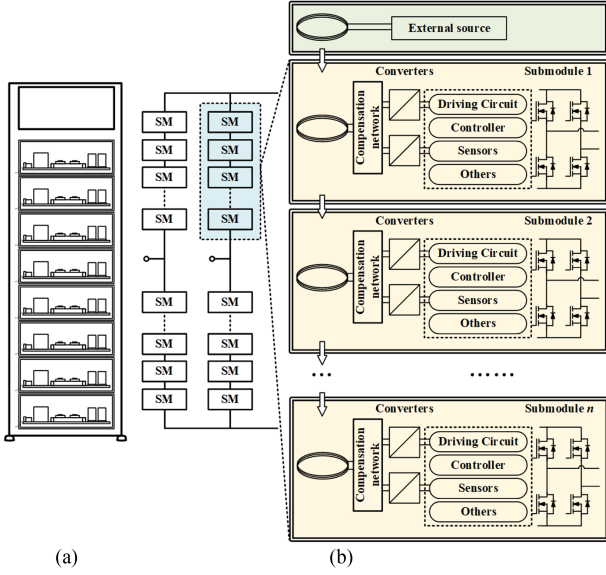 External source
Converters
Submodule 1
Compensation
network
Driving Circuit
Controller
Sensors
Others
Converters
Submodule 2
Compensation
network
Driving Circuit
Controller
Sensors
Others
...
......
Converters
Submodule n
Compensation
network
Driving Circuit
Controller
Sensors
Others
SM SM
SM SM
SM SM
SM SM
SM SM
SM SM
SM SM
SM SM
(a)
(b)